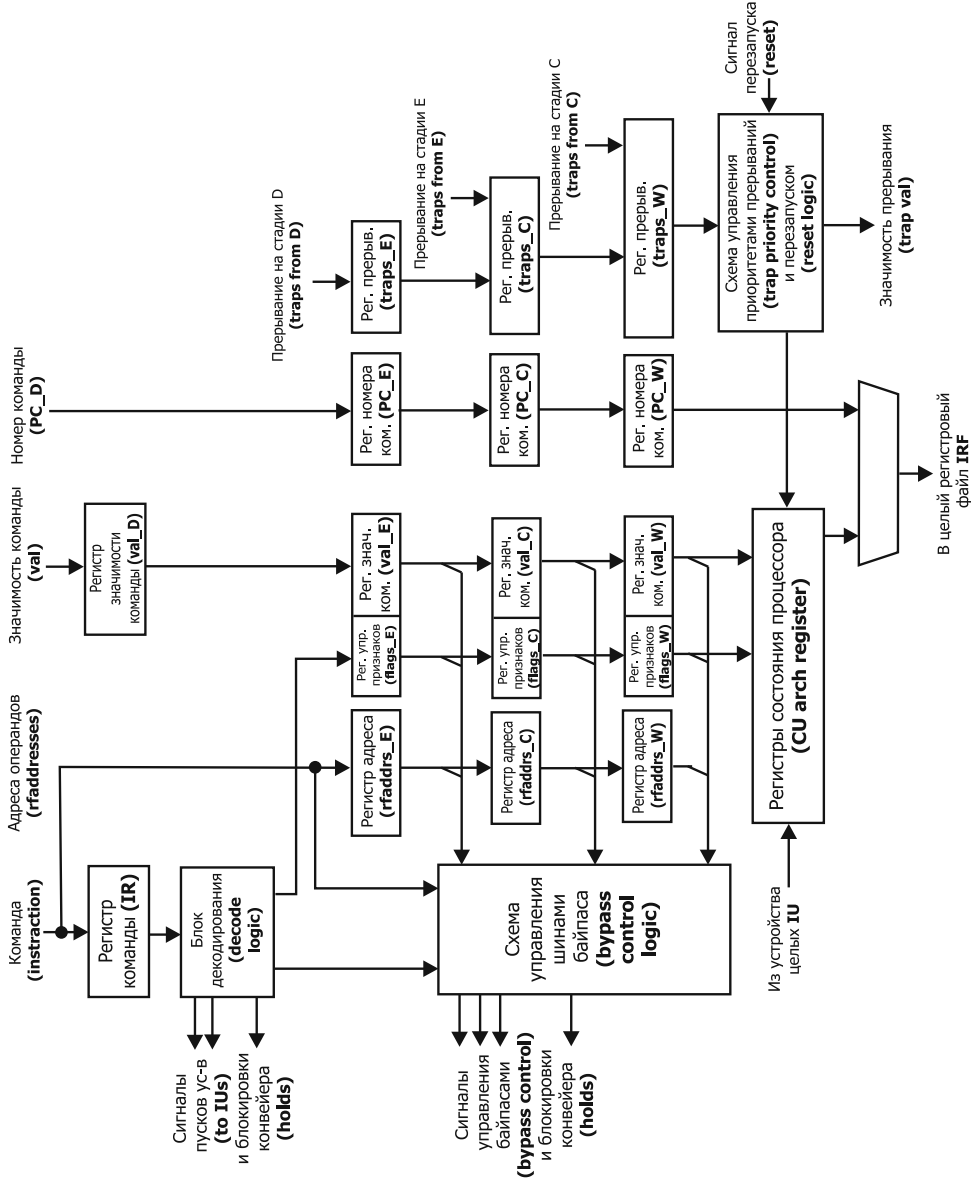 Команда
(instraction)
Адреса операндов
(rfaddresses)
Значимость команды
(val)
Номер команды
(PC_D)
Регистр
команды (IR)
Регистр
значимости
команды (val_D)
Сигналы
пусков ус-в
(to IUs)
и блокировки
конвейера
(holds)
Блок
декодирования
(decode
logic)
Прерывание на стадии D
(traps from D)
Регистр адреса
(rfaddrs_E)
Рег. упр.
признаков
(flags_E)
Рег. знач.
ком. (val_E)
Рег. номера
ком. (PC_E)
Рег. прерыв.
(traps_E)
Прерывание на стадии E
(traps from E)
Сигналы
управления
байпасами
(bypass control)
и блокировки
конвейера
(holds)
Схема
управления
шинами
байпаса
(bypass
control
logic)
Регистр адреса
(rfaddrs_C)
Рег. упр.
признаков
(flags_C)
Рег. знач.
ком. (val_C)
Рег. номера
ком. (PC_C)
Рег. прерыв.
(traps_C)
Прерывание на стадии C
(traps from C)
Регистр адреса
(rfaddrs_W)
Рег. упр.
признаков
(flags_W)
Рег. знач.
ком. (val_W)
Рег. номера
ком. (PC_W)
Рег. прерыв.
(traps_W)
Из устройства
целых IU
Регистры состояния процессора
(CU arch register)
Схема управления
приоритетами прерываний
(trap priority control)
и перезапуском
(reset logic)
Сигнал
перезапуска
(reset)
Значимость прерывания
(trap val)
В целый регистровый
файл IRF